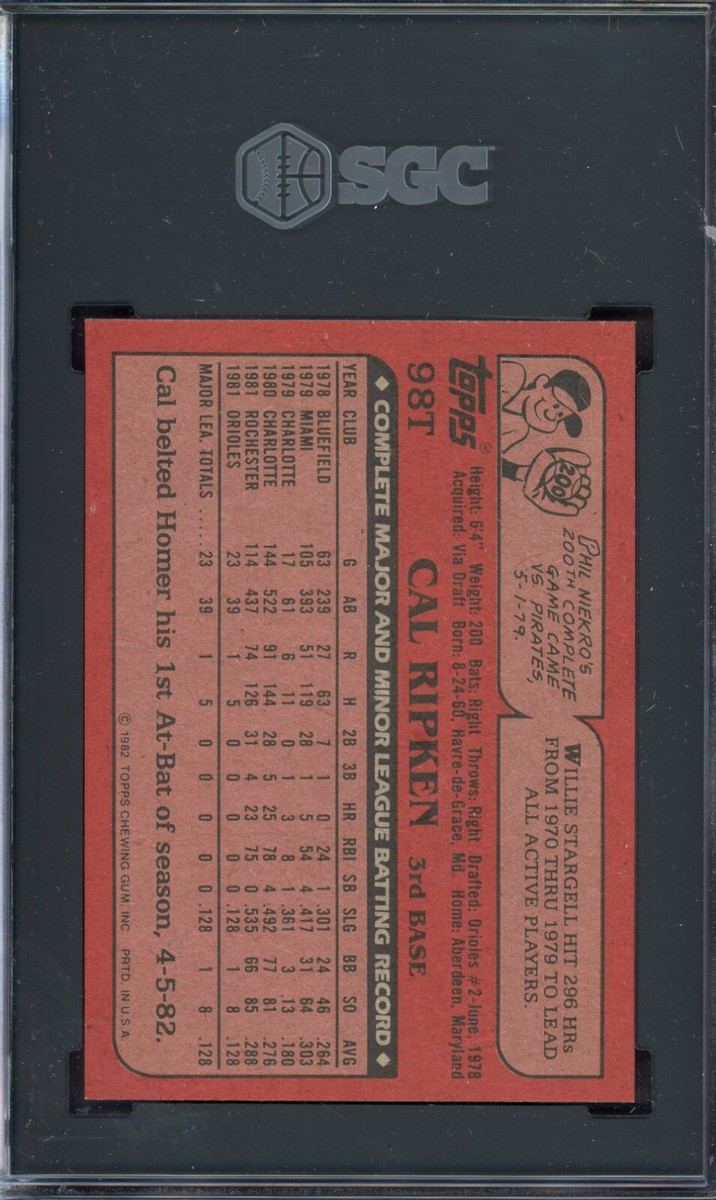 SGC
200
PHIL NIEKRO'S
200TH COMPLETE
GAME CAME
VS. PIRATES,
5-1-79.
WILLIE STARGELL HIT 296 HRs
FROM 1970 THRU 1979 TO LEAD
ALL ACTIVE PLAYERS.
topps®
98T
Height: 6'4" Weight: 200 Bats: Right Throws: Right Drafted: Orioles #2-June, 1978
Acquired: Via Draft Born: 8-24-60, Havre-de-Grace, Md. Home: Aberdeen, Maryland
CAL RIPKEN 3rd BASE
◆ COMPLETE MAJOR AND MINOR LEAGUE BATTING RECORD ◆
YEAR CLUB G AB R H 2B 3B HR RBI SB SLG BB SO AVG
1978 BLUEFIELD 63 239 27 63 7 1 0 24 1 .301 24 46 .264
1979 MIAMI 105 393 51 119 28 1 5 54 4 .417 31 64 .303
1979 CHARLOTTE 17 61 6 11 0 1 3 8 1 .361 3 .13 .180
1980 CHARLOTTE 144 522 91 144 28 5 25 78 4 .492 77 81 .276
1981 ROCHESTER 114 437 74 126 31 4 23 75 0 .535 66 85 .288
1981 ORIOLES 23 39 1 5 0 0 0 0 0 .128 1 8 .128
MAJOR LEA. TOTALS ..... 23 39 1 5 0 0 0 0 0 .128 1 8 .128
Cal belted Homer his 1st At-Bat of season, 4-5-82.
© 1982 TOPPS CHEWING GUM, INC. PRTD. IN U.S.A.